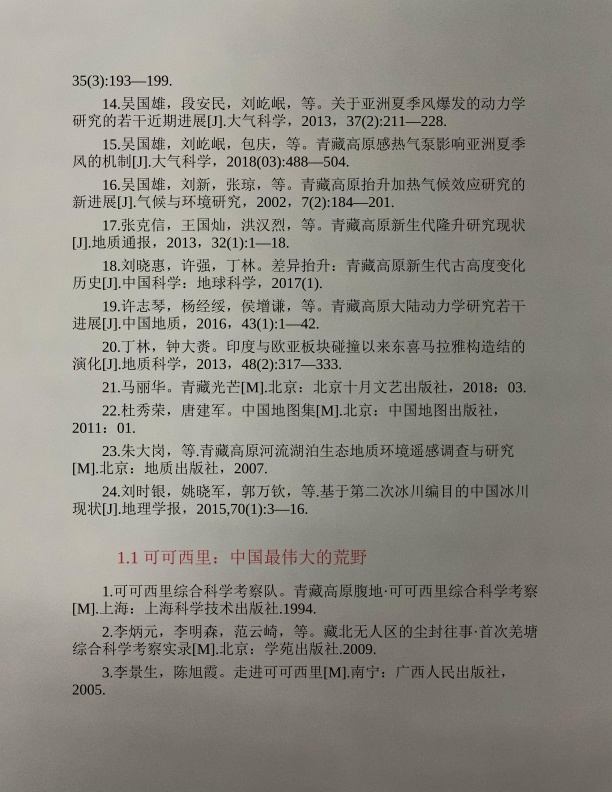 35(3):193—199.
14.吴国雄，段安民，刘屹岷，等。关于亚洲夏季风爆发的动力学
研究的若干近期进展[J].大气科学，2013，37(2):211—228.
15.吴国雄，刘屹岷，包庆，等。青藏高原感热气泵影响亚洲夏季
风的机制[J].大气科学，2018(03):488—504.
16.吴国雄，刘新，张琼，等。青藏高原抬升加热气候效应研究的
新进展[J].气候与环境研究，2002，7(2):184—201.
17.张克信，王国灿，洪汉烈，等。青藏高原新生代隆升研究现状
[J].地质通报，2013，32(1):1—18.
18.刘晓惠，许强，丁林。差异抬升：青藏高原新生代古高度变化
历史[J].中国科学：地球科学，2017(1).
19.许志琴，杨经绥，侯增谦，等。青藏高原大陆动力学研究若干
进展[J].中国地质，2016，43(1):1—42.
20.丁林，钟大赉。印度与欧亚板块碰撞以来东喜马拉雅构造结的
演化[J].地质科学，2013，48(2):317—333.
21.马丽华。青藏光芒[M].北京：北京十月文艺出版社，2018：03.
22.杜秀荣，唐建军。中国地图集[M].北京：中国地图出版社，
2011：01.
23.朱大岗，等.青藏高原河流湖泊生态地质环境遥感调查与研究
[M].北京：地质出版社，2007.
24.刘时银，姚晓军，郭万钦，等.基于第二次冰川编目的中国冰川
现状[J].地理学报，2015,70(1):3—16.
1.1 可可西里：中国最伟大的荒野
1.可可西里综合科学考察队。青藏高原腹地·可可西里综合科学考察
[M].上海：上海科学技术出版社.1994.
2.李炳元，李明森，范云崎，等。藏北无人区的尘封往事·首次羌塘
综合科学考察实录[M].北京：学苑出版社.2009.
3.李景生，陈旭霞。走进可可西里[M].南宁：广西人民出版社，
2005.